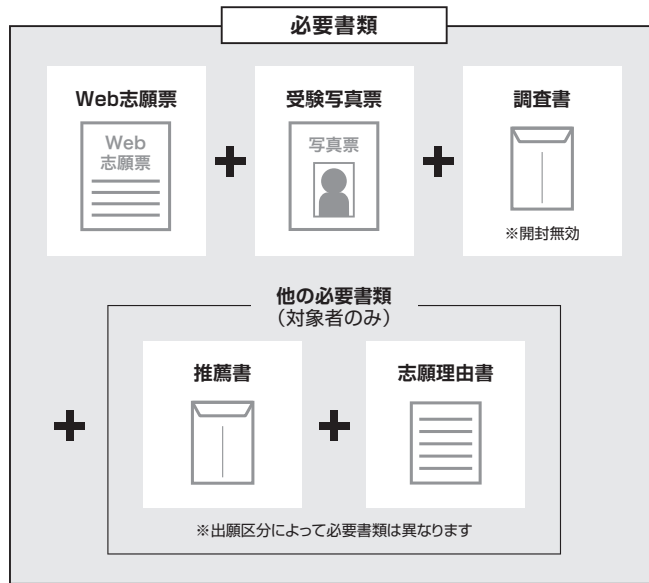 必要書類
Web志願票
受験写真票
調査書
Web
志願票
写真票
※開封無効
他の必要書類
（対象者のみ）
推薦書
志願理由書
※出願区分によって必要書類は異なります